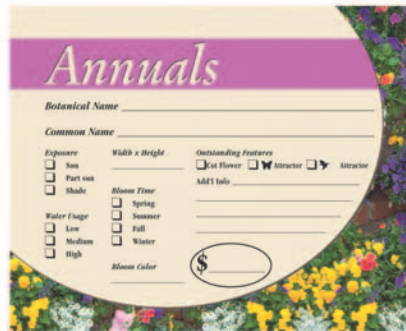 Annuals
Botanical Name
Common Name
Exposure
Sun
Part sun
Shade
Water Usage
Low
Medium
High
Width x Height
Bloom Time
Spring
Summer
Fall
Winter
Bloom Color
Outstanding Features
Cut Flower Attractor Attractor
Add'l Info
$